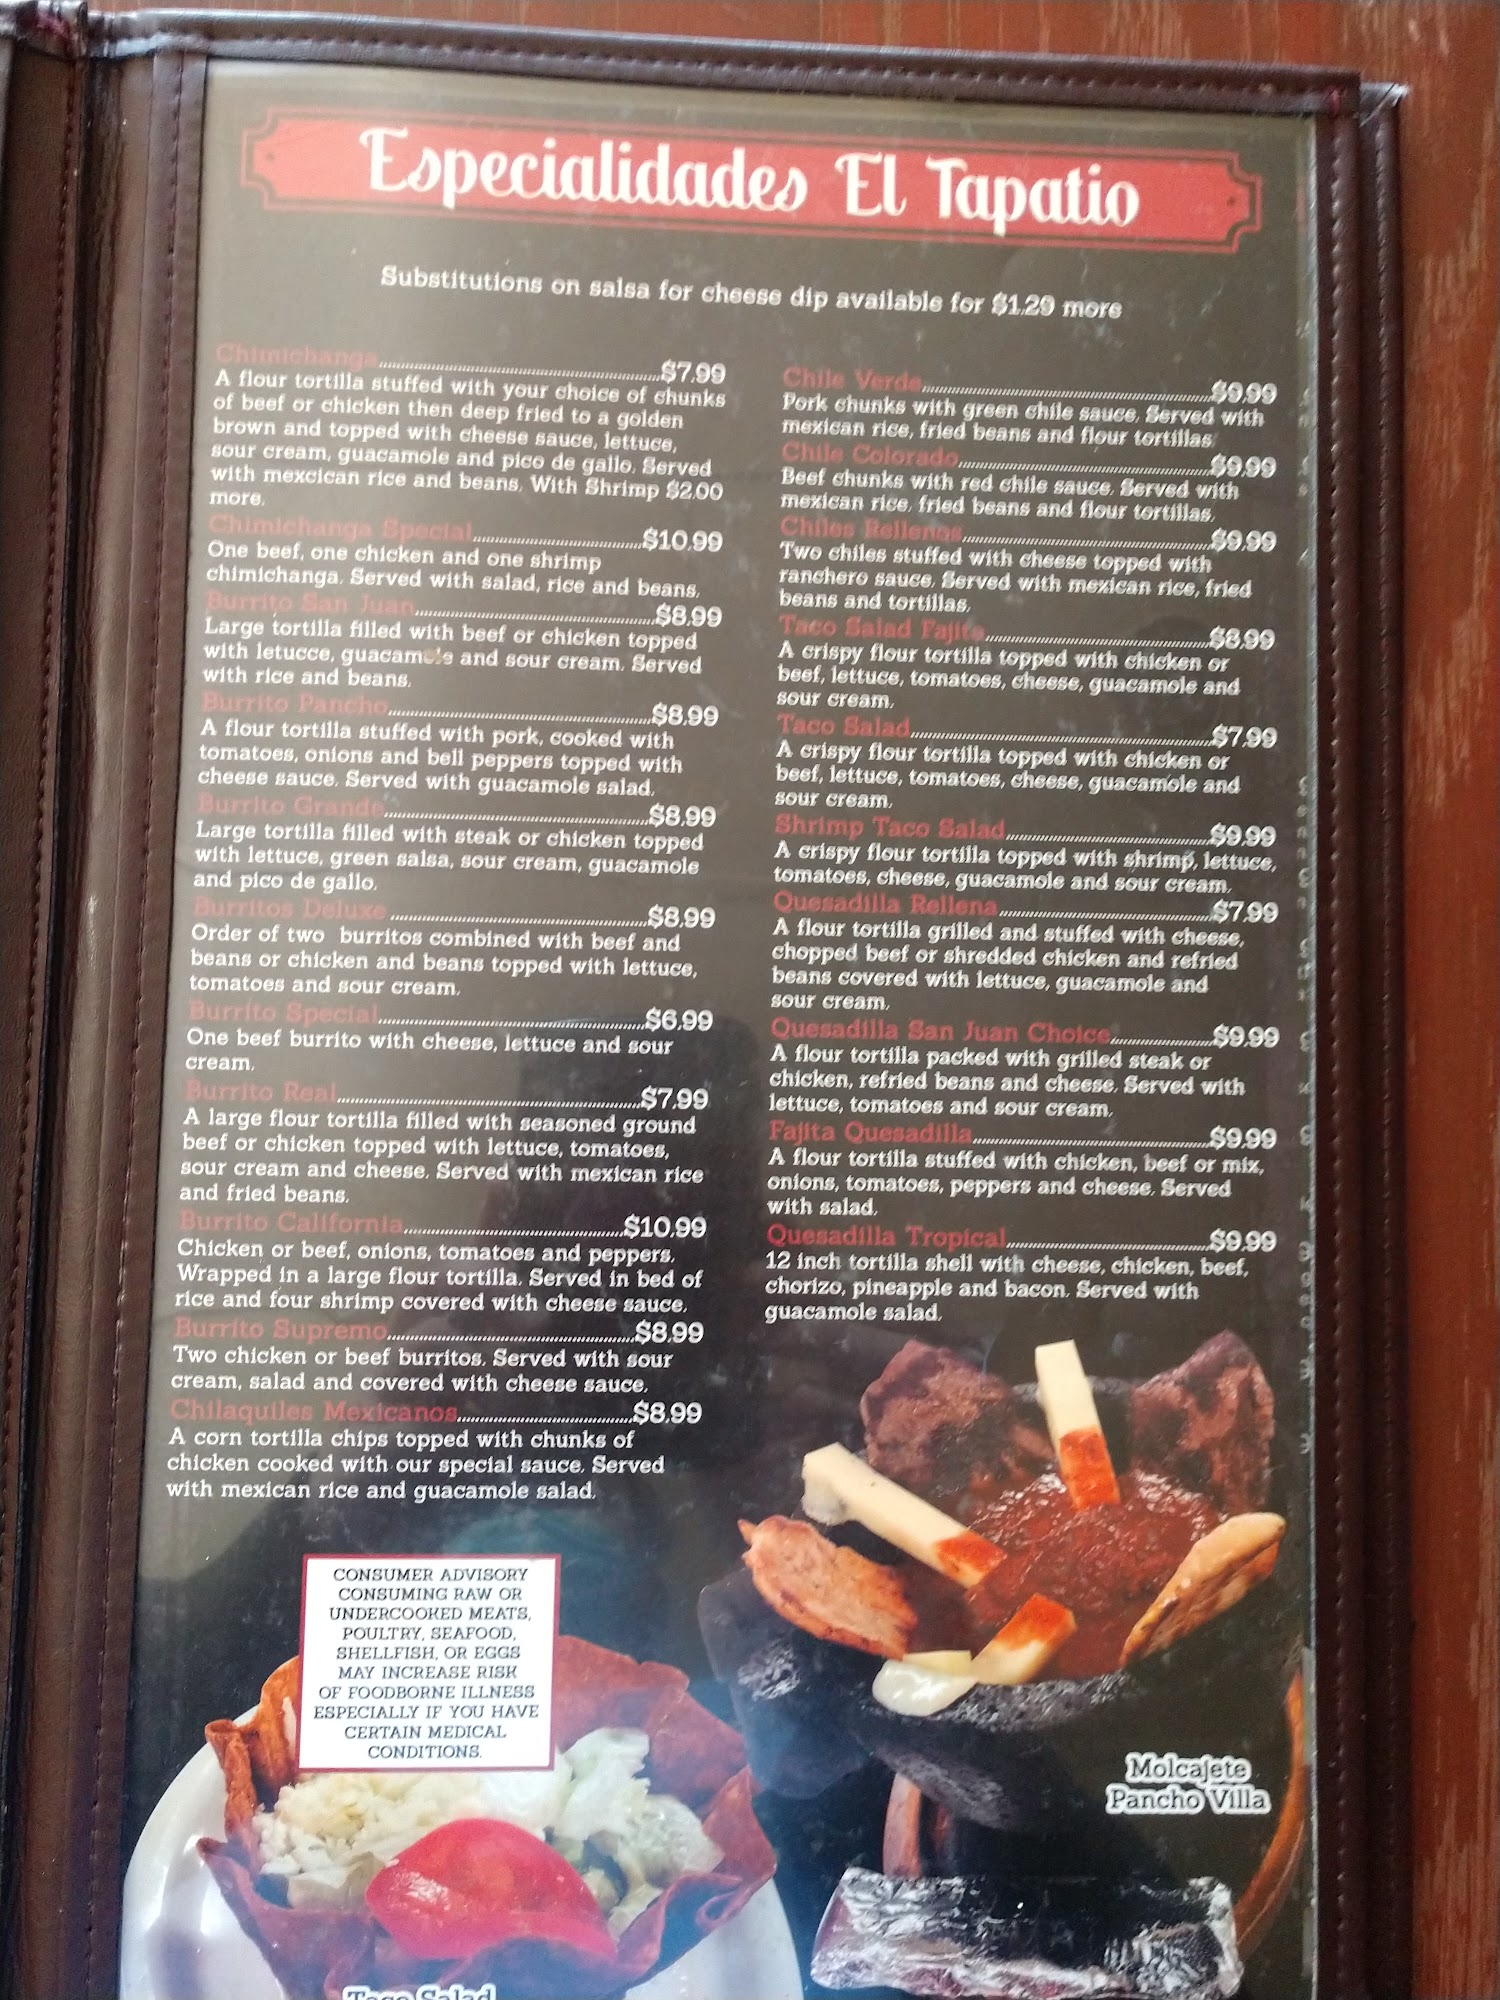 Especialidades El Tapatio
Substitutions on salsa for cheese dip available for $1.29 more
Chimichanga $7.99
A flour tortilla stuffed with your choice of chunks
of beef or chicken then deep fried to a golden
brown and topped with cheese sauce, lettuce,
sour cream, guacamole and pico de gallo. Served
with mexcican rice and beans. With Shrimp $2.00
more.
Chimichanga Special $10.99
One beef, one chicken and one shrimp
chimichanga. Served with salad, rice and beans.
Burrito San Juan $8.99
Large tortilla filled with beef or chicken topped
with letucce, guacamole and sour cream. Served
with rice and beans.
Burrito Pancho $8.99
A flour tortilla stuffed with pork, cooked with
tomatoes, onions and bell peppers topped with
cheese sauce. Served with guacamole salad.
Burrito Grande $8.99
Large tortilla filled with steak or chicken topped
with lettuce, green salsa, sour cream, guacamole
and pico de gallo.
Burritos Deluxe $8.99
Order of two burritos combined with beef and
beans or chicken and beans topped with lettuce,
tomatoes and sour cream.
Burrito Special $6.99
One beef burrito with cheese, lettuce and sour
cream.
Burrito Real $7.99
A large flour tortilla filled with seasoned ground
beef or chicken topped with lettuce, tomatoes,
sour cream and cheese. Served with mexican rice
and fried beans.
Burrito California $10.99
Chicken or beef, onions, tomatoes and peppers.
Wrapped in a large flour tortilla. Served in bed of
rice and four shrimp covered with cheese sauce.
Burrito Supremo $8.99
Two chicken or beef burritos. Served with sour
cream, salad and covered with cheese sauce.
Chilaquiles Mexicanos $8.99
A corn tortilla chips topped with chunks of
chicken cooked with our special sauce. Served
with mexican rice and guacamole salad.
Chile Verde $9.99
Pork chunks with green chile sauce. Served with
mexican rice, fried beans and flour tortillas
Chile Colorado $9.99
Beef chunks with red chile sauce. Served with
mexican rice, fried beans and flour tortillas.
Chiles Rellenos $9.99
Two chiles stuffed with cheese topped with
ranchero sauce. Served with mexican rice, fried
beans and tortillas.
Taco Salad Fajita $8.99
A crispy flour tortilla topped with chicken or
beef, lettuce, tomatoes, cheese, guacamole and
sour cream.
Taco Salad $7.99
A crispy flour tortilla topped with chicken or
beef, lettuce, tomatoes, cheese, guacamole and
sour cream.
Shrimp Taco Salad $9.99
A crispy flour tortilla topped with shrimp, lettuce,
tomatoes, cheese, guacamole and sour cream.
Quesadilla Rellena $7.99
A flour tortilla grilled and stuffed with cheese,
chopped beef or shredded chicken and refried
beans covered with lettuce, guacamole and
sour cream.
Quesadilla San Juan Choice $9.99
A flour tortilla packed with grilled steak or
chicken, refried beans and cheese. Served with
lettuce, tomatoes and sour cream.
Fajita Quesadilla $9.99
A flour tortilla stuffed with chicken, beef or mix,
onions, tomatoes, peppers and cheese. Served
with salad.
Quesadilla Tropical $9.99
12 inch tortilla shell with cheese, chicken, beef,
chorizo, pineapple and bacon. Served with
guacamole salad.
CONSUMER ADVISORY
CONSUMING RAW OR
UNDERCOOKED MEATS,
POULTRY, SEAFOOD,
SHELLFISH, OR EGGS
MAY INCREASE RISK
OF FOODBORNE ILLNESS
ESPECIALLY IF YOU HAVE
CERTAIN MEDICAL
CONDITIONS.
Molcajete
Pancho Villa
Taco Salad